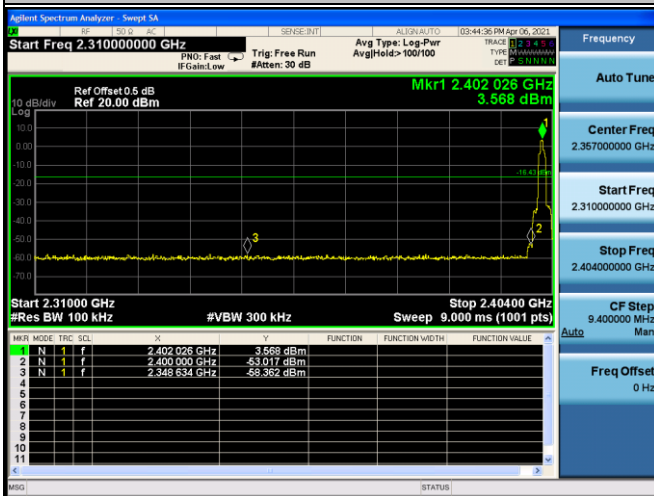 Agilent Spectrum Analyzer - Swept SA
RF 50 Ω AC SENSE:INT ALIGN AUTO 03:44:36 PM Apr 06, 2021
Start Freq 2.310000000 GHz
PNO: Fast
IFGain:Low
Trig: Free Run
#Atten: 30 dB
Avg Type: Log-Pwr
Avg|Hold:> 100/100
TRACE 1 2 3 4 5 6
TYPE M
DET P S N N N N
Ref Offset 0.5 dB
10 dB/div Ref 20.00 dBm
Log
Mkr1 2.402 026 GHz
3.568 dBm
10.0
0.00
-10.0
-20.0
-30.0
-40.0
-50.0
-60.0
-70.0
1
-16.43 dBm
2
3
Start 2.31000 GHz Stop 2.40400 GHz
#Res BW 100 kHz #VBW 300 kHz Sweep 9.000 ms (1001 pts)
MKR MODE TRC SCL X Y FUNCTION FUNCTION WIDTH FUNCTION VALUE
1 N 1 f 2.402 026 GHz 3.568 dBm
2 N 1 f 2.400 000 GHz -53.017 dBm
3 N 1 f 2.348 634 GHz -58.362 dBm
4
5
6
7
8
9
10
11
MSG STATUS
Frequency
Auto Tune
Center Freq
2.357000000 GHz
Start Freq
2.310000000 GHz
Stop Freq
2.404000000 GHz
CF Step
9.400000 MHz
Auto Man
Freq Offset
0 Hz